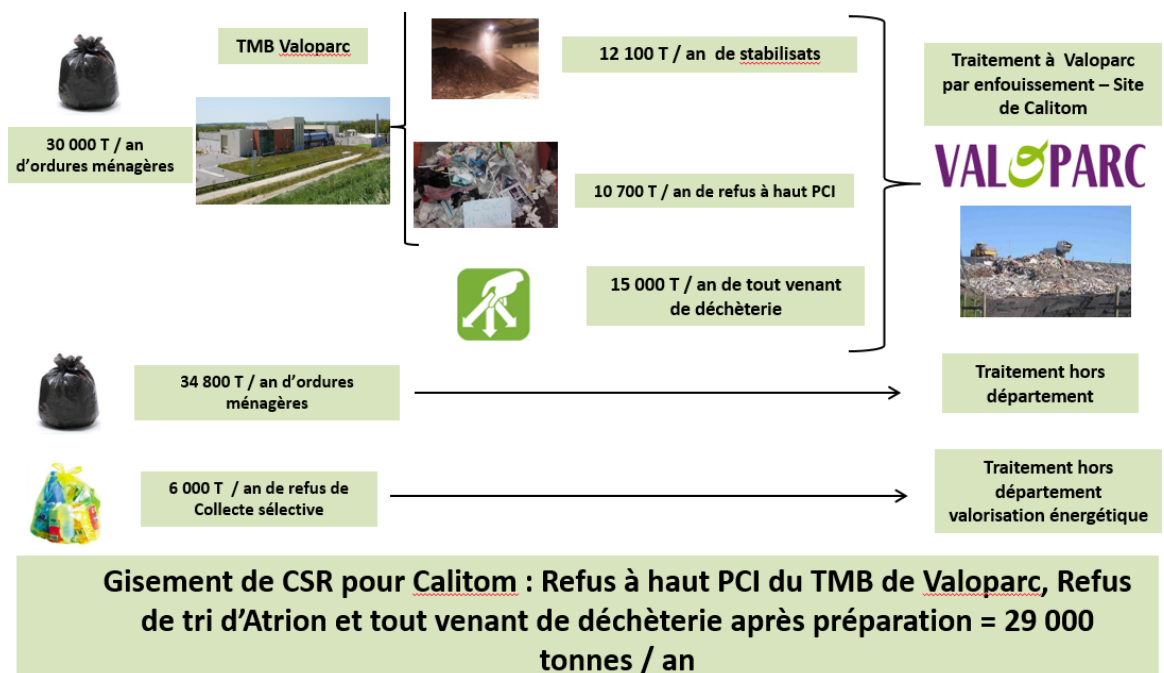 TMB Valoparc
30 000 T / an
d’ordures ménagères
12 100 T / an  de stabilisats
10 700 T / an de refus à haut PCI
15 000 T / an de tout venant
de déchèterie
Traitement à  Valoparc
par enfouissement – Site
de Calitom
VALOPARC
34 800 T / an d’ordures
ménagères
Traitement hors
département
6 000 T  / an de refus de
Collecte sélective
Traitement hors
département
valorisation énergétique
Gisement de CSR pour Calitom : Refus à haut PCI du TMB de Valoparc, Refus
de tri d’Atrion et tout venant de déchèterie après préparation = 29 000
tonnes / an